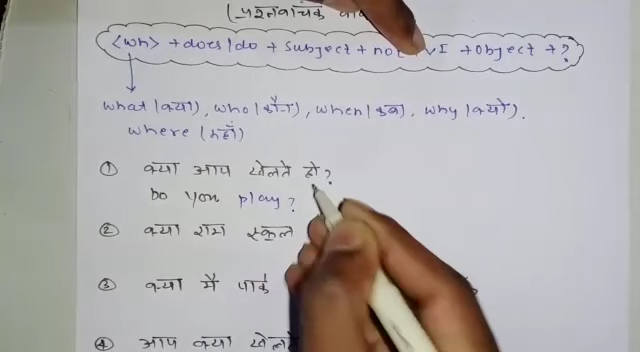 (प्रश्नवाचक वाक
<wh> + does/do + subject + not + VI + object + ?
what (क्या), who (कौन), when (कब), why (क्यों).
where (कहाँ)
① क्या आप खेलते हो?
Do you play?
② क्या राम स्कूल
③ क्या मै पार्क
④ आप क्या खेलते